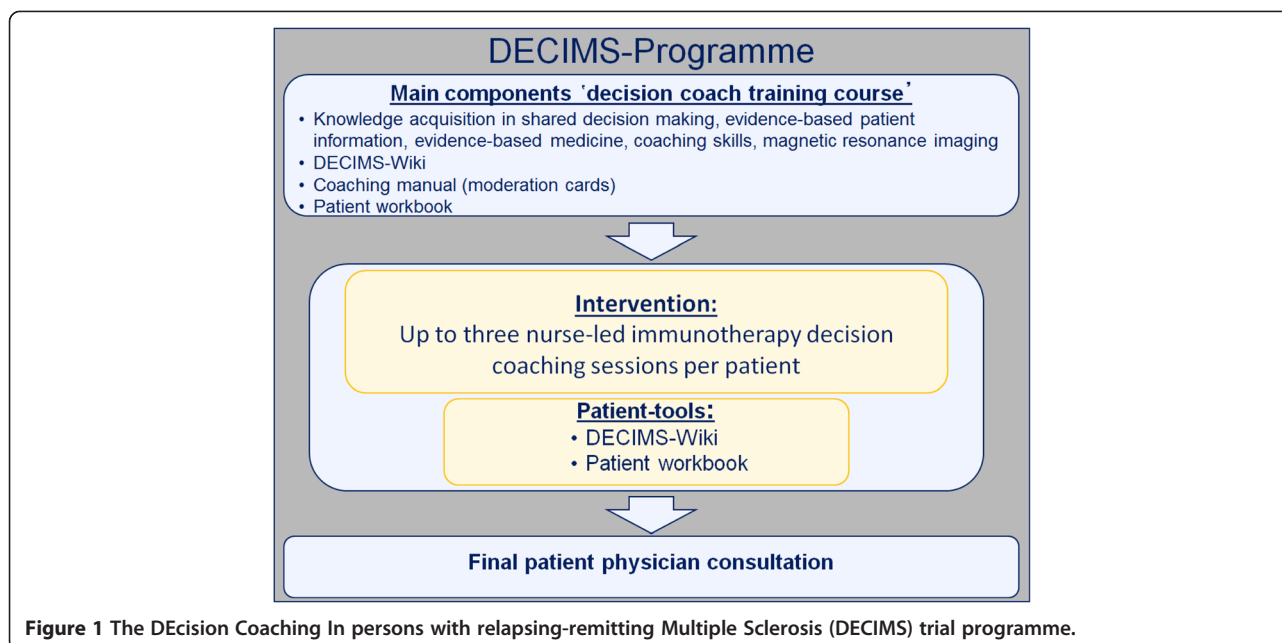 DECIMS-Programme
Main components 'decision coach training course'
• Knowledge acquisition in shared decision making, evidence-based patient
information, evidence-based medicine, coaching skills, magnetic resonance imaging
• DECIMS-Wiki
• Coaching manual (moderation cards)
• Patient workbook
Intervention:
Up to three nurse-led immunotherapy decision
coaching sessions per patient
Patient-tools:
• DECIMS-Wiki
• Patient workbook
Final patient physician consultation
Figure 1 The DEcision Coaching In persons with relapsing-remitting Multiple Sclerosis (DECIMS) trial programme.